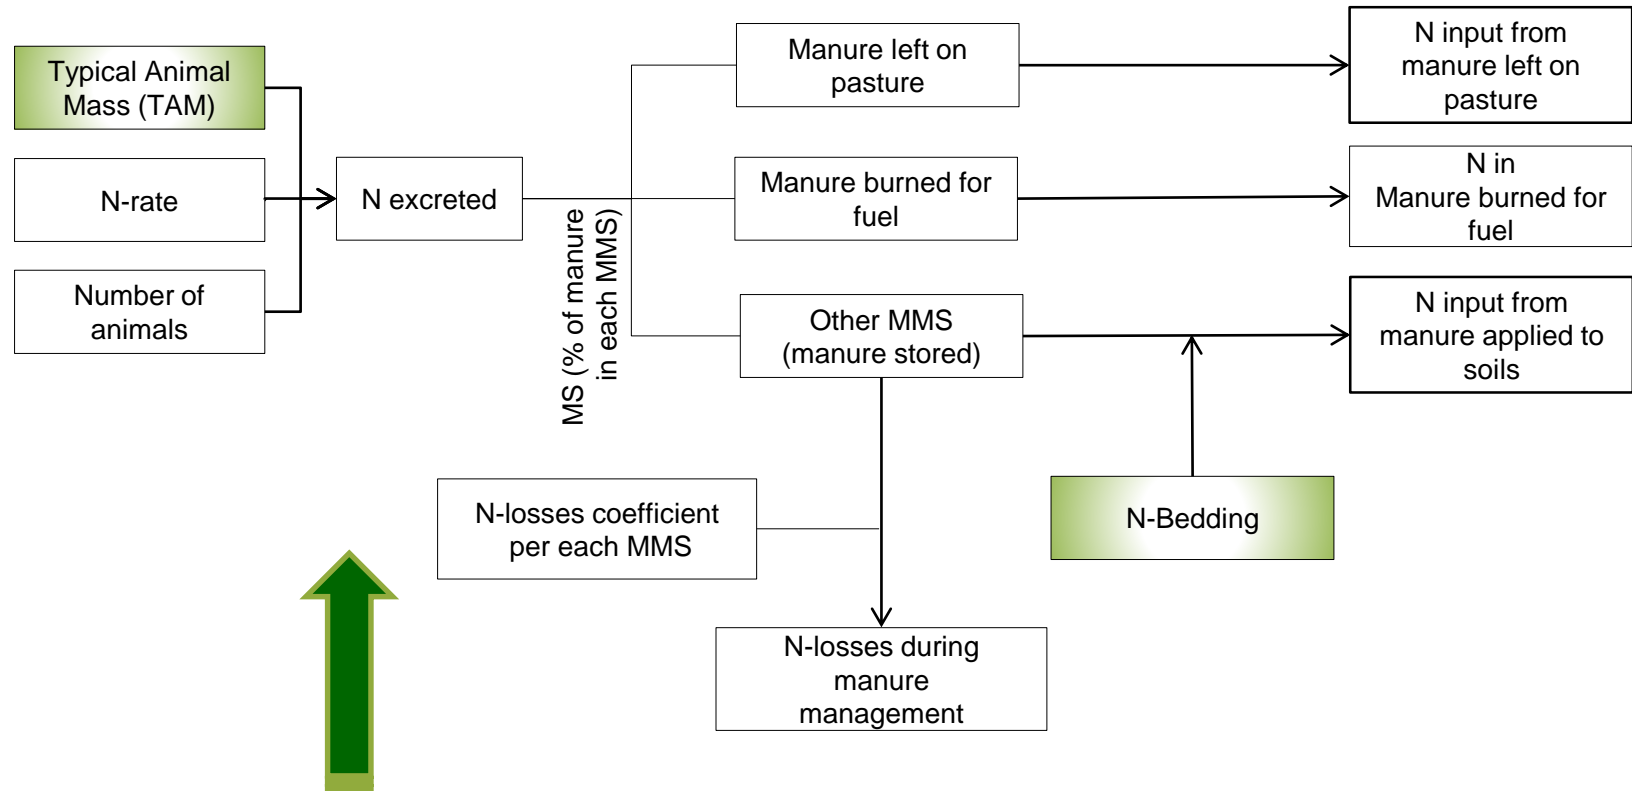 Typical Animal
Mass (TAM)
N-rate
Number of
animals
N excreted
MS (% of manure
in each MMS)
Manure left on
pasture
Manure burned for
fuel
Other MMS
(manure stored)
N input from
manure left on
pasture
N in
Manure burned for
fuel
N input from
manure applied to
soils
N-losses coefficient
per each MMS
N-Bedding
N-losses during
manure
management